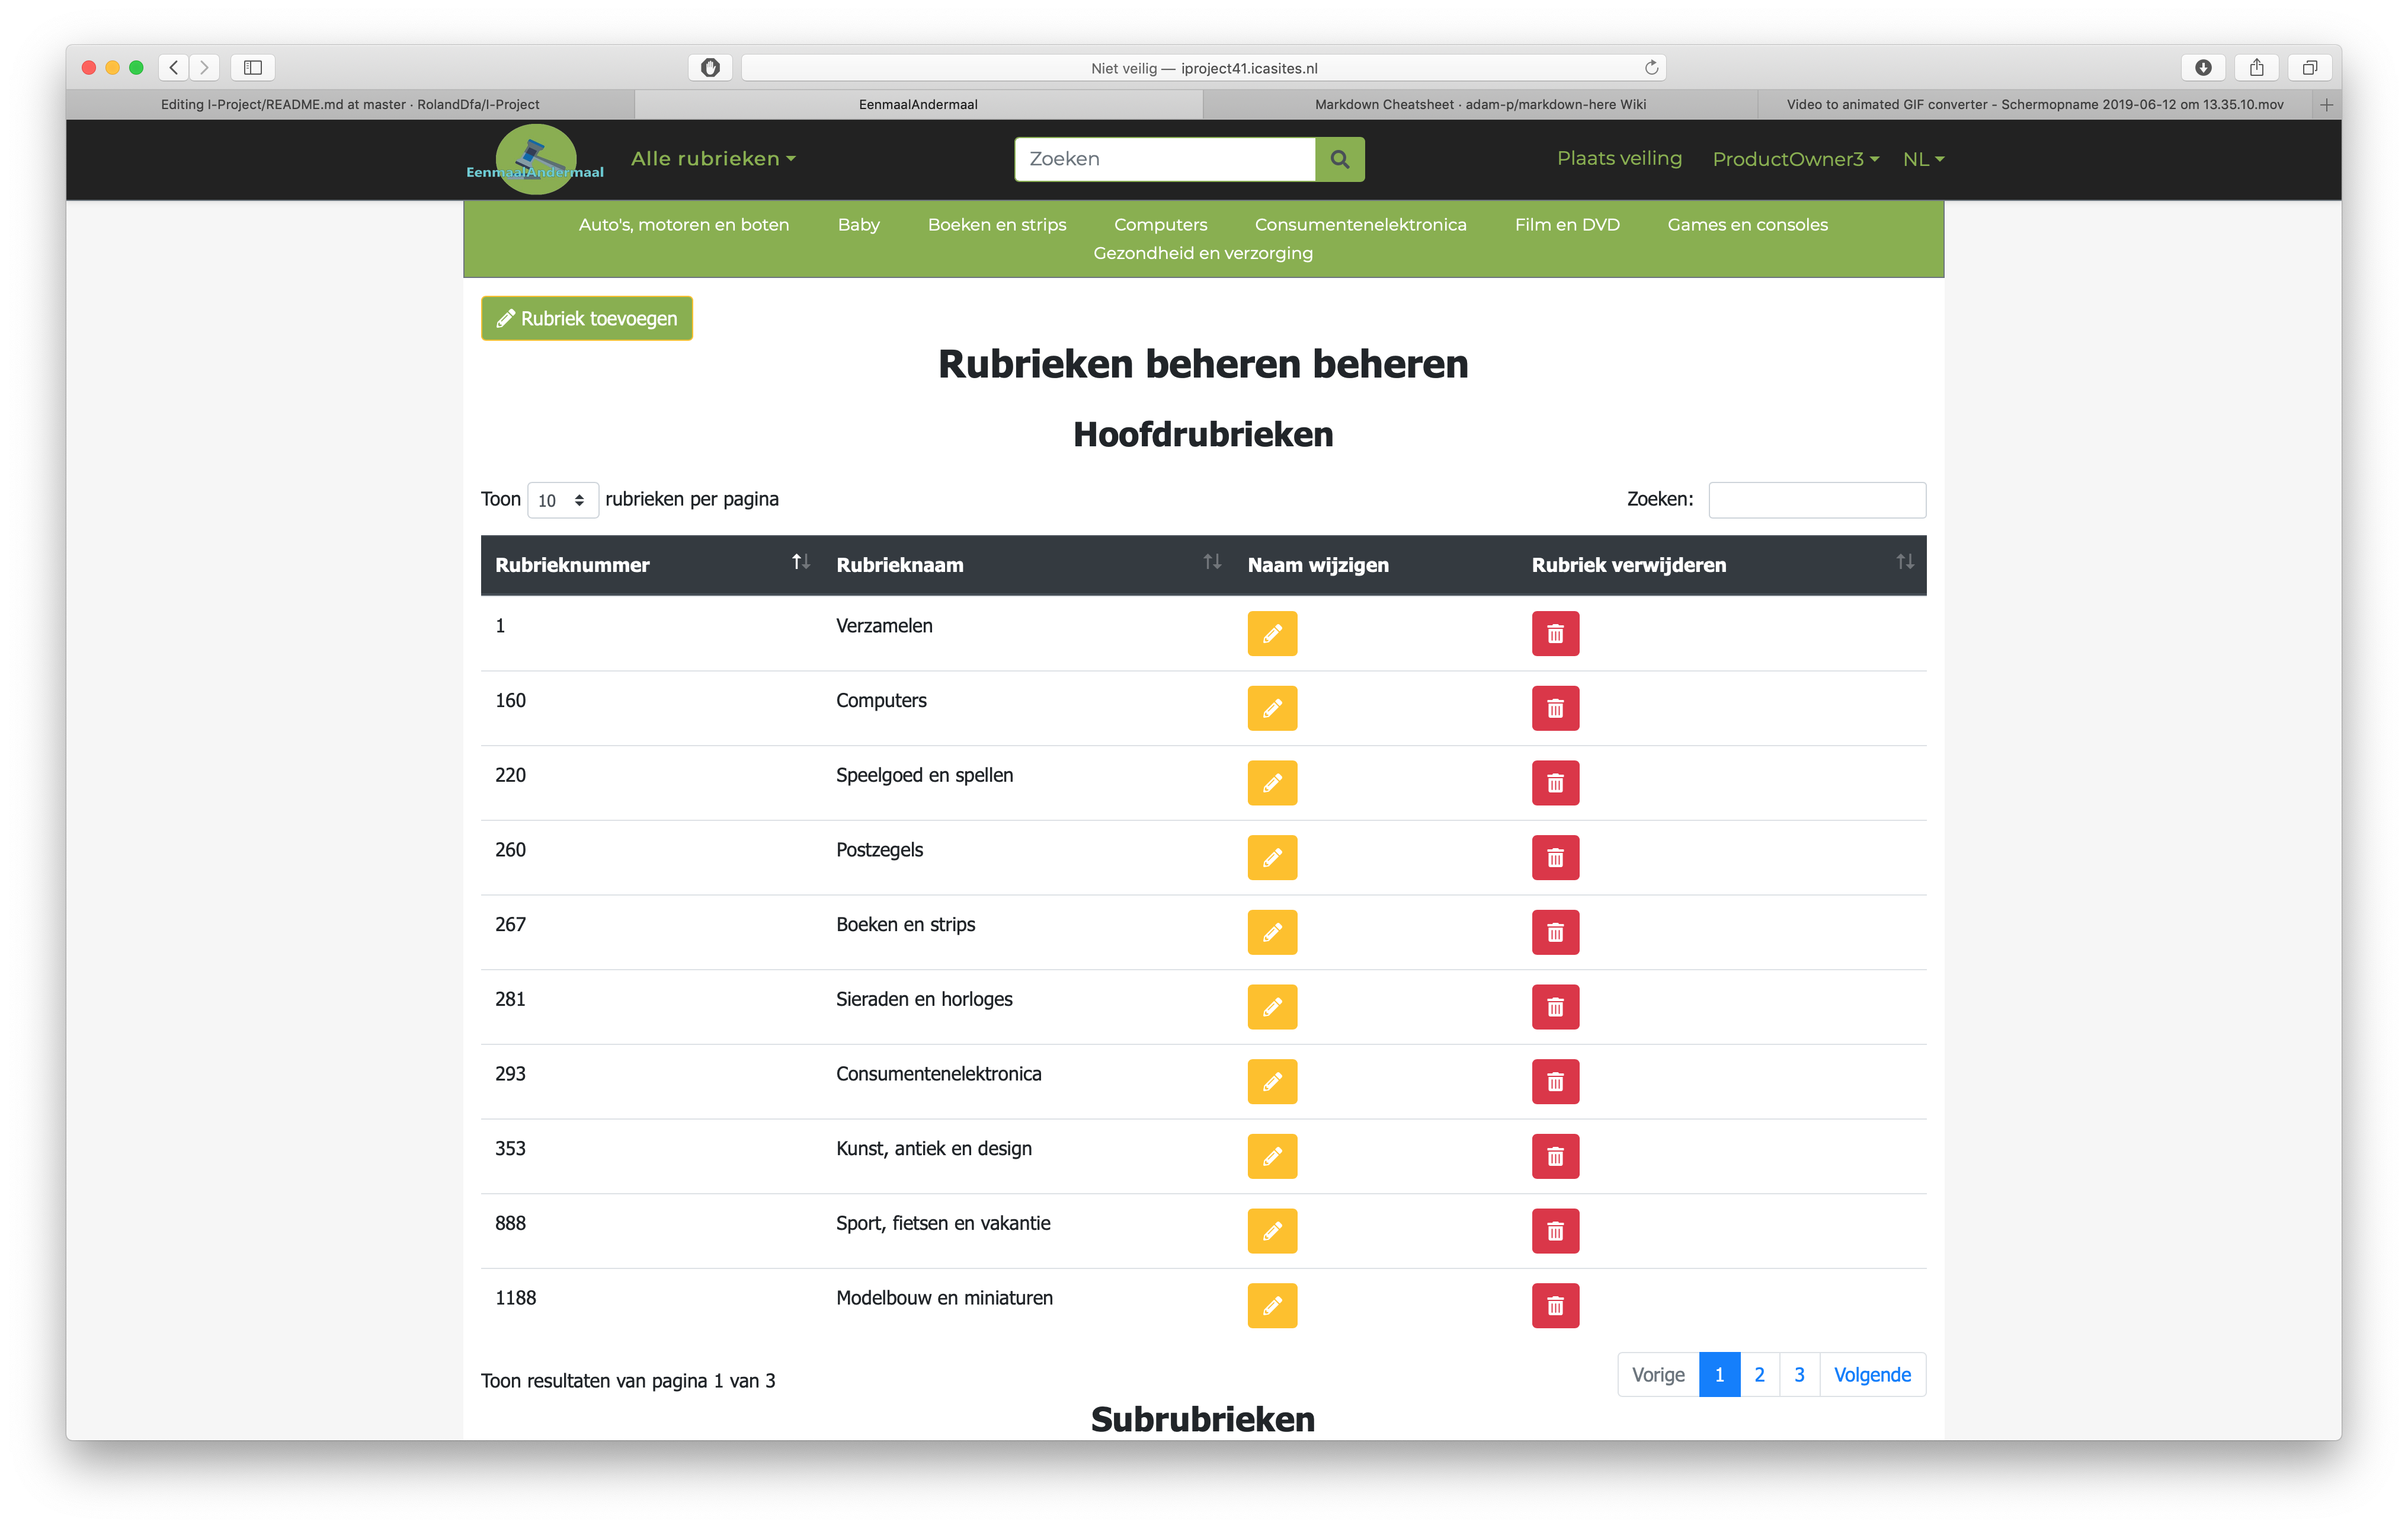 Niet veilig — iproject41.icasites.nl
Editing I-Project/README.md at master · RolandDfa/I-Project
EenmaalAndermaal
Markdown Cheatsheet · adam-p/markdown-here Wiki
Video to animated GIF converter - Schermopname 2019-06-12 om 13.35.10.mov
EenmaalAndermaal
Alle rubrieken
Zoeken
Plaats veiling
ProductOwner3
NL
Auto's, motoren en boten Baby Boeken en strips Computers Consumentenelektronica Film en DVD Games en consoles
Gezondheid en verzorging
Rubriek toevoegen
Rubrieken beheren beheren
Hoofdrubrieken
Toon 10 rubrieken per pagina
Zoeken:
Rubrieknummer Rubrieknaam Naam wijzigen Rubriek verwijderen
1 Verzamelen
160 Computers
220 Speelgoed en spellen
260 Postzegels
267 Boeken en strips
281 Sieraden en horloges
293 Consumentenelektronica
353 Kunst, antiek en design
888 Sport, fietsen en vakantie
1188 Modelbouw en miniaturen
Toon resultaten van pagina 1 van 3
Vorige 1 2 3 Volgende
Subrubrieken